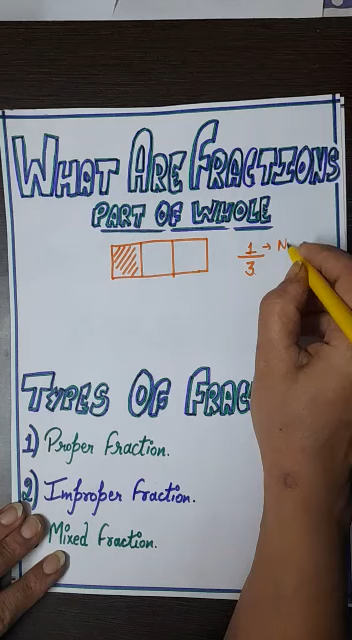 WHAT ARE FRACTIONS
PART OF WHOLE
1 → N
3
TYPES OF FRAC
1) Proper Fraction.
2) Improper Fraction.
Mixed Fraction.